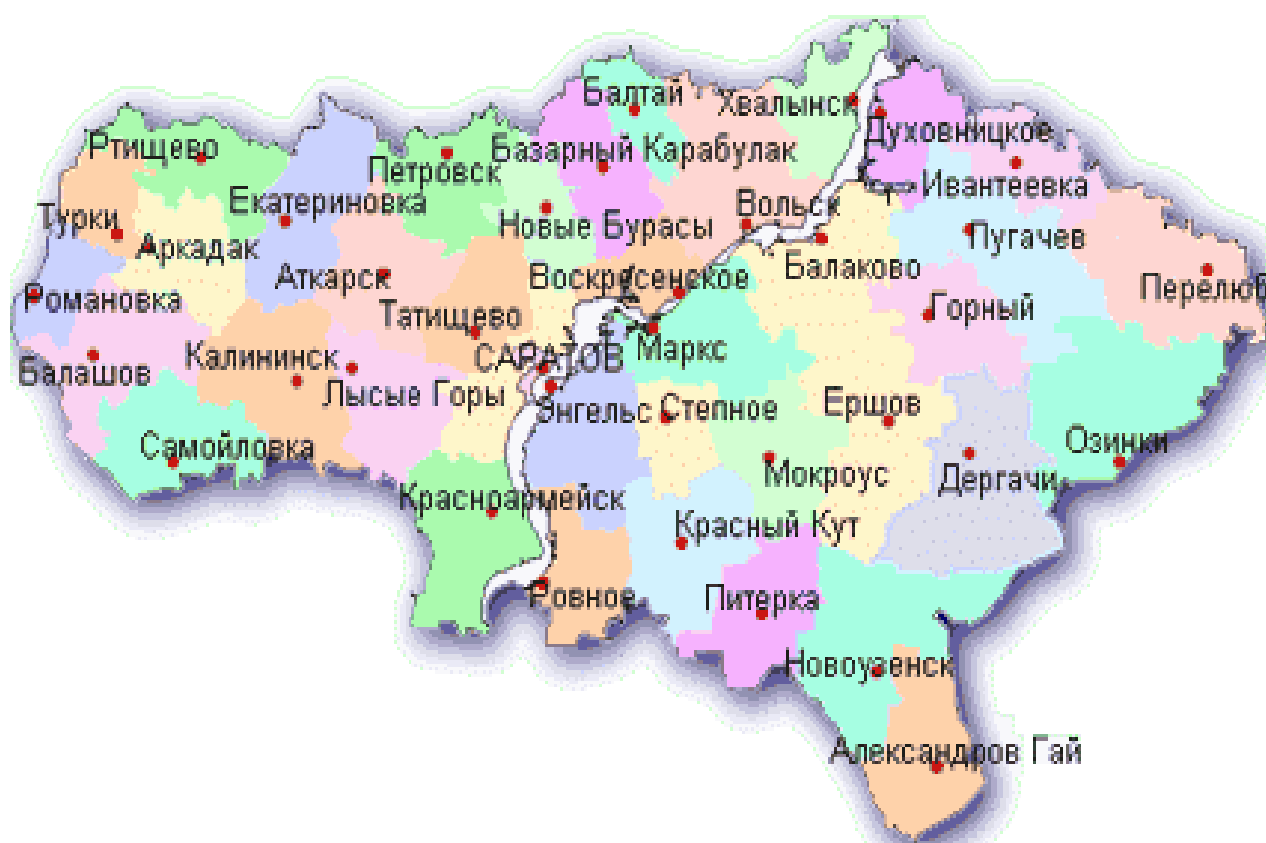 Балтай
Хвалынск
Духовницкое
Ртищево
Петровск
Базарный Карабулак
Ивантеевка
Екатериновка
Турки
Аркадак
Новые Бурасы
Вольск
Пугачев
Балаково
Аткарск
Воскресенское
Перелюб
Романовка
Горный
Татищево
САРАТОВ
Маркс
Калининск
Балашов
Лысые Горы
Энгельс
Степное
Ершов
Самойловка
Озинки
Мокроус
Дергачи
Красноармейск
Красный Кут
Ровное
Питерка
Новоузенск
Александров Гай